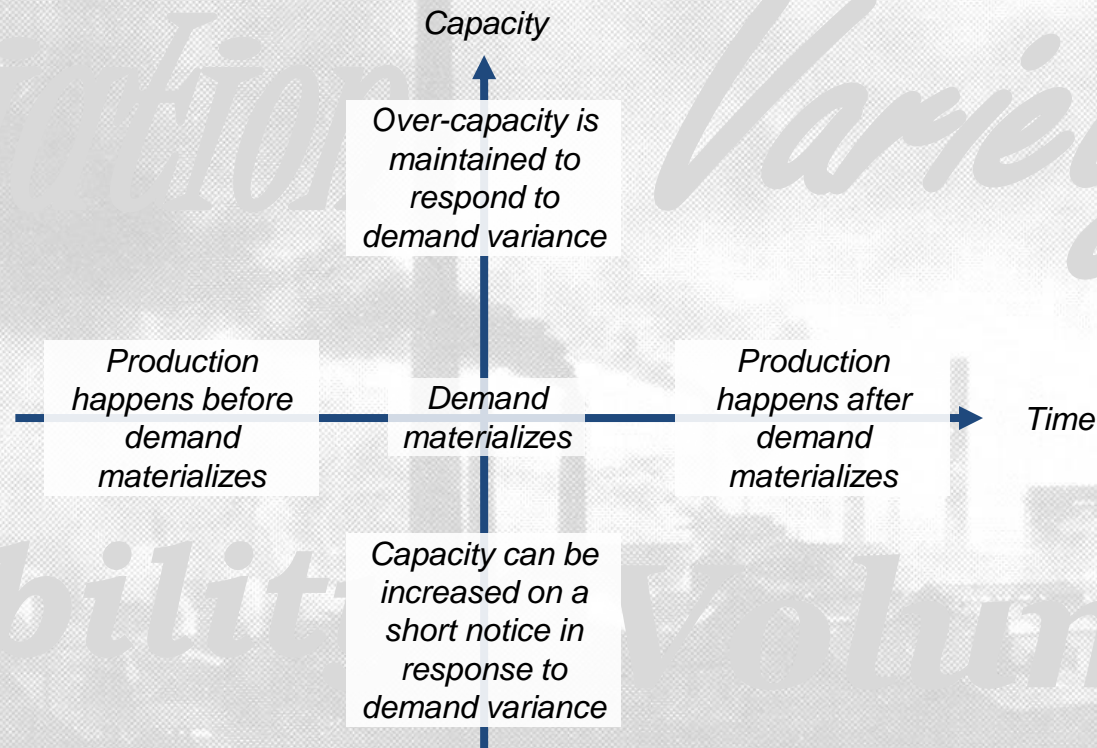 Capacity
Over-capacity is
maintained to
respond to
demand variance
Production
happens before
demand
materializes
Demand
materializes
Production
happens after
demand
materializes
Time
Capacity can be
increased on a
short notice in
response to
demand variance